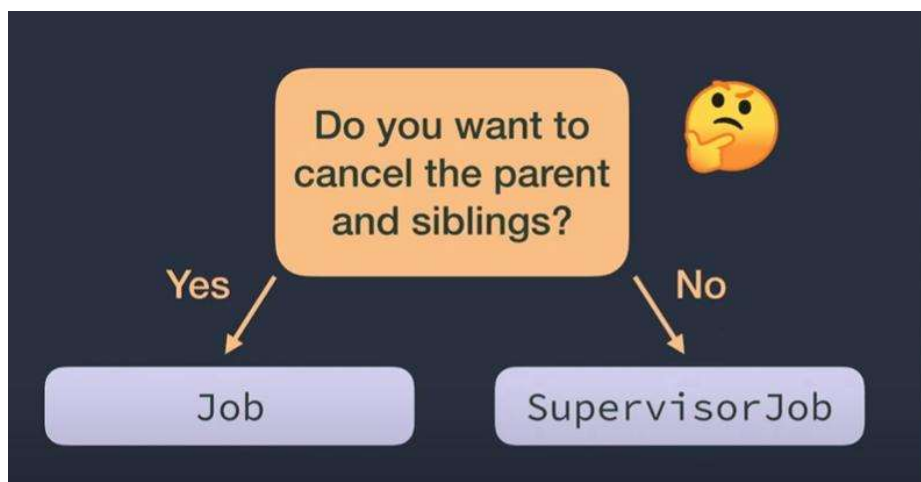 Do you want to
cancel the parent
and siblings?
Yes
No
Job
SupervisorJob